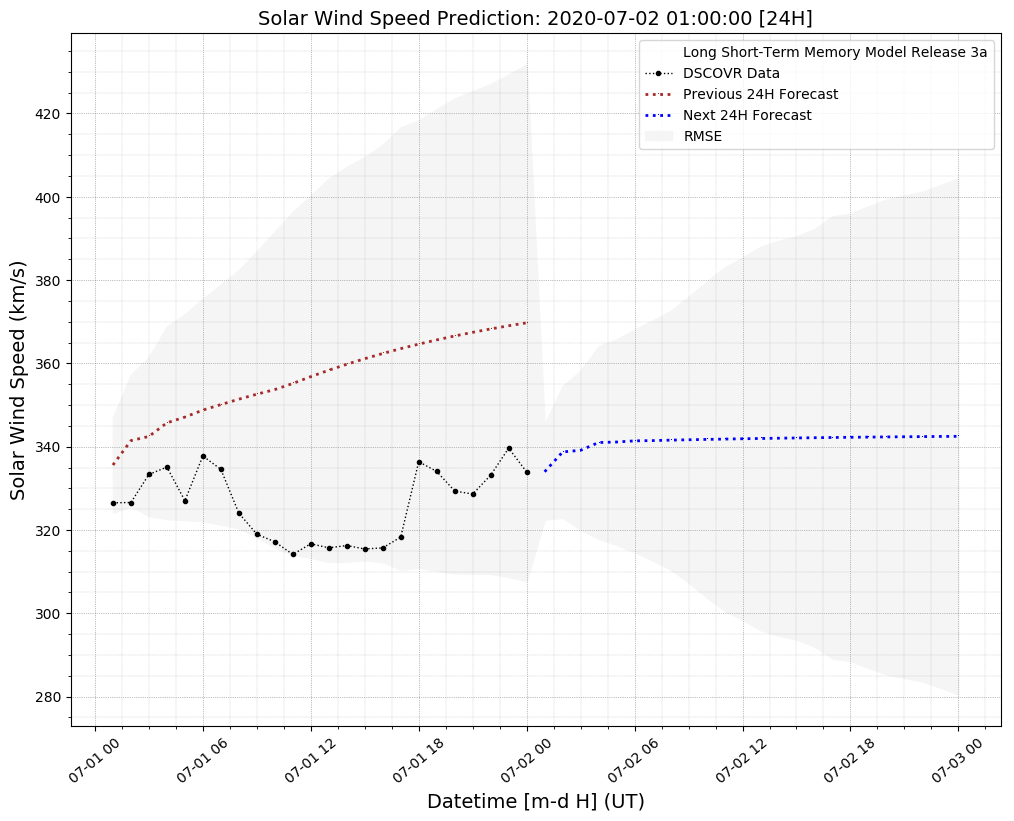 Solar Wind Speed Prediction: 2020-07-02 01:00:00 [24H]
Long Short-Term Memory Model Release 3a
DSCOVR Data
Previous 24H Forecast
Next 24H Forecast
RMSE
Solar Wind Speed (km/s)
420
400
380
360
340
320
300
280
07-01 00
07-01 06
07-01 12
07-01 18
07-02 00
07-02 06
07-02 12
07-02 18
07-03 00
Datetime [m-d H] (UT)